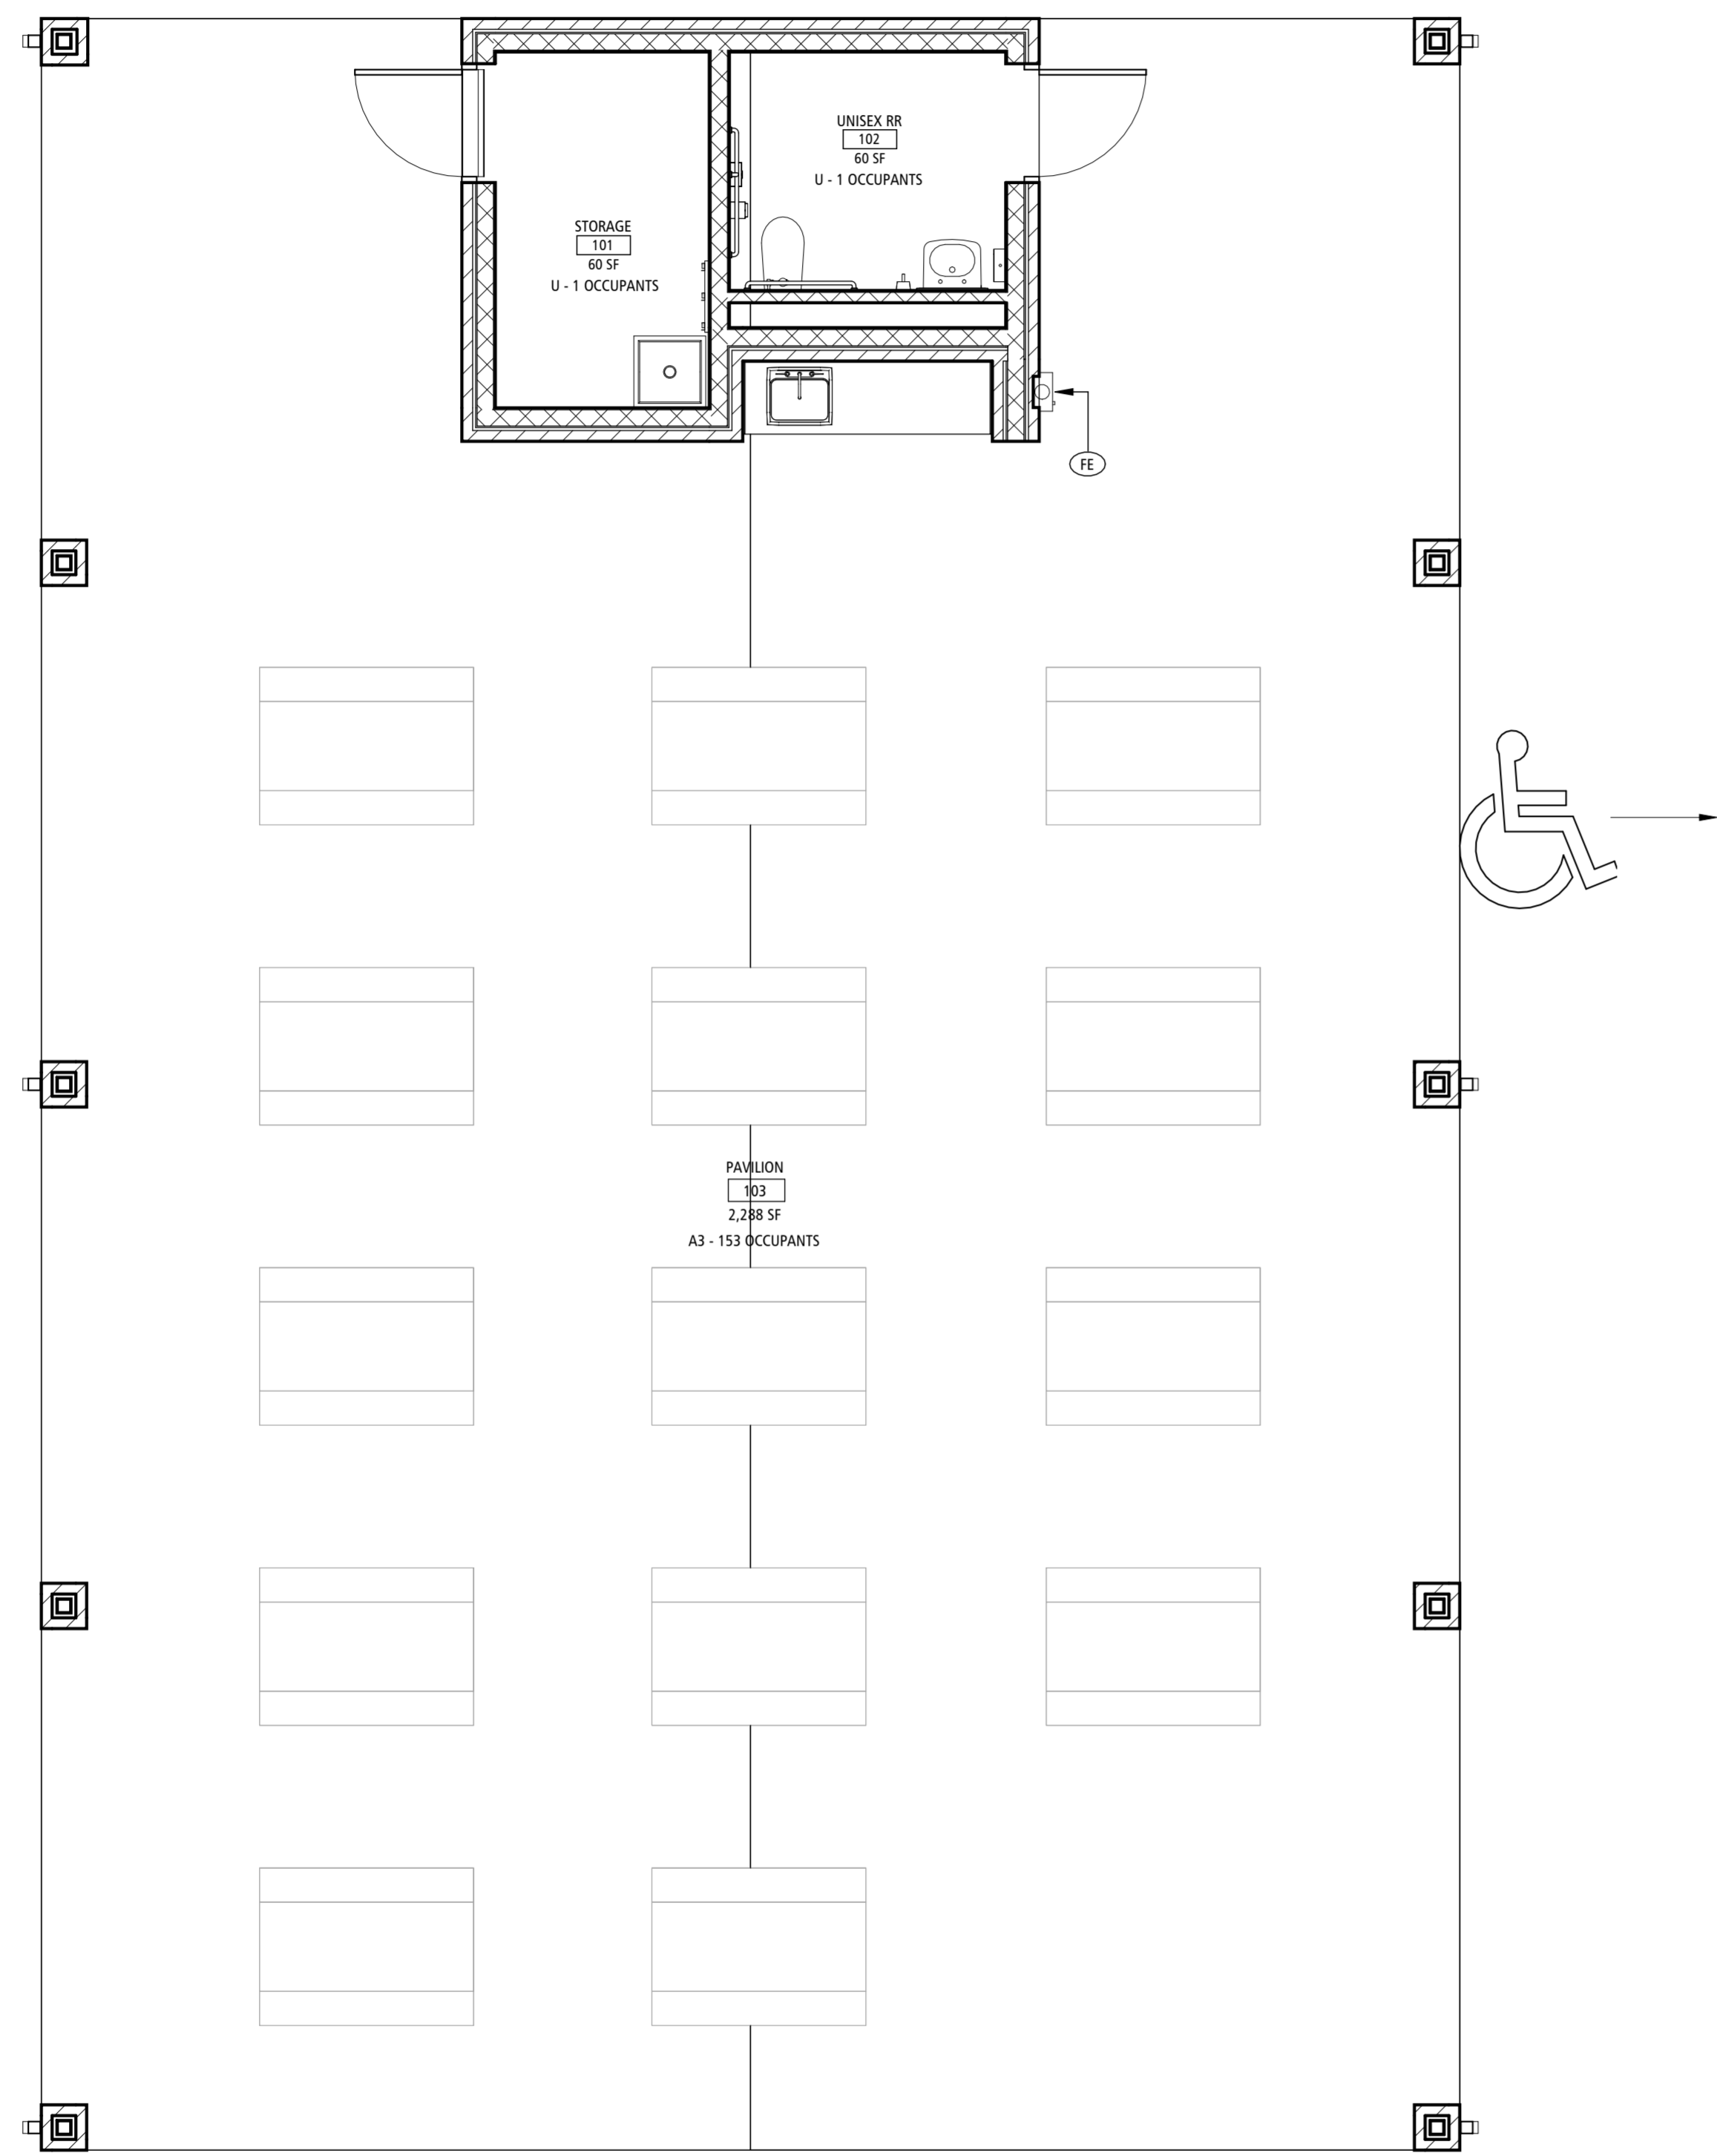 UNISEX RR
102
60 SF
U - 1 OCCUPANTS
STORAGE
101
60 SF
U - 1 OCCUPANTS
FE
PAVILION
103
2,288 SF
A3 - 153 OCCUPANTS